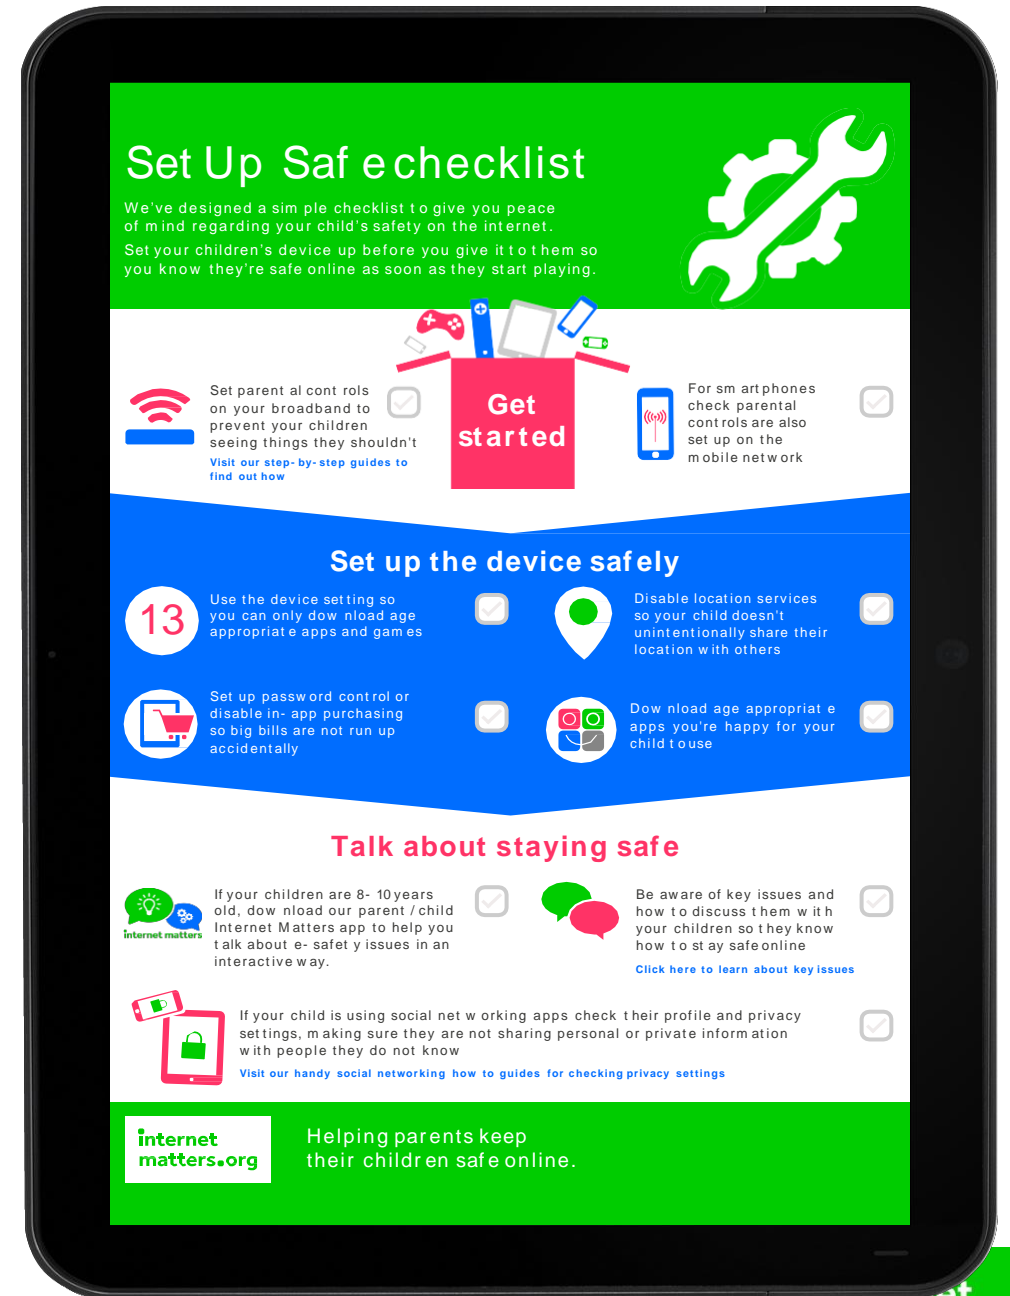 Set Up Safe checklist
We've designed a simple checklist to give you peace
of mind regarding your child's safety on the internet.
Set your children's device up before you give it to them so
you know they're safe online as soon as they start playing.
Set parental controls
on your broadband to
prevent your children
seeing things they shouldn't
Visit our step-by-step guides to
find out how
Get
started
For smartphones
check parental
controls are also
set up on the
mobile network
Set up the device safely
13
Use the device setting so
you can only download age
appropriate apps and games
Disable location services
so your child doesn't
unintentionally share their
location with others
Set up password control or
disable in-app purchasing
so big bills are not run up
accidentally
Download age appropriate
apps you're happy for your
child to use
Talk about staying safe
internet matters
If your children are 8-10 years
old, download our parent / child
Internet Matters app to help you
talk about e-safety issues in an
interactive way.
Be aware of key issues and
how to discuss them with
your children so they know
how to stay safe online
Click here to learn about key issues
If your child is using social networking apps check their profile and privacy
settings, making sure they are not sharing personal or private information
with people they do not know
Visit our handy social networking how to guides for checking privacy settings
internet
matters.org
Helping parents keep
their children safe online.